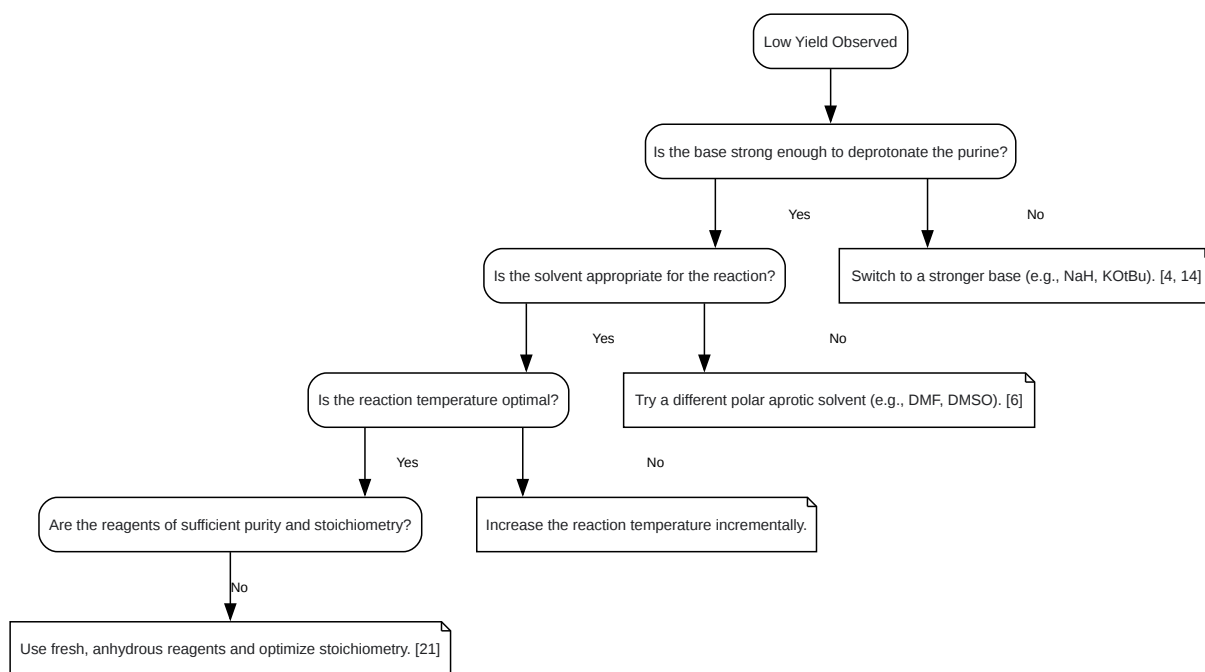 Low Yield Observed
Is the base strong enough to deprotonate the purine?
Yes
No
Is the solvent appropriate for the reaction?
Switch to a stronger base (e.g., NaH, KOtBu). [4, 14]
Yes
No
Is the reaction temperature optimal?
Try a different polar aprotic solvent (e.g., DMF, DMSO). [6]
Yes
No
Are the reagents of sufficient purity and stoichiometry?
Increase the reaction temperature incrementally.
No
Use fresh, anhydrous reagents and optimize stoichiometry. [21]